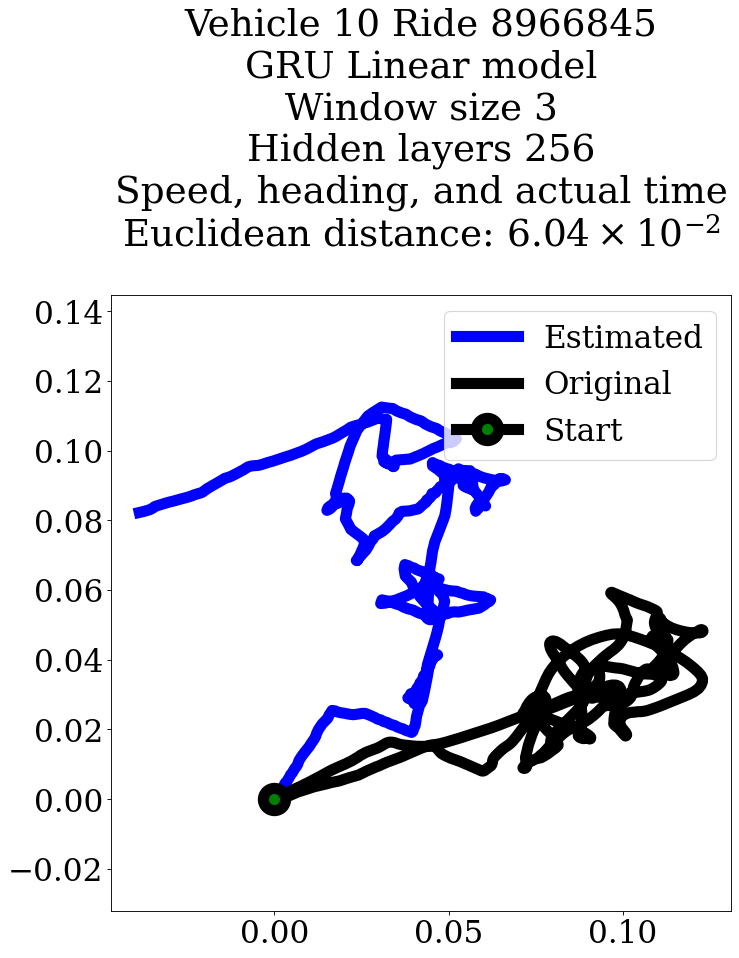 Vehicle 10 Ride 8966845
GRU Linear model
Window size 3
Hidden layers 256
Speed, heading, and actual time
Euclidean distance: 6.04 × 10⁻²
0.14
0.12
0.10
0.08
0.06
0.04
0.02
0.00
−0.02
Estimated
Original
Start
0.00 0.05 0.10